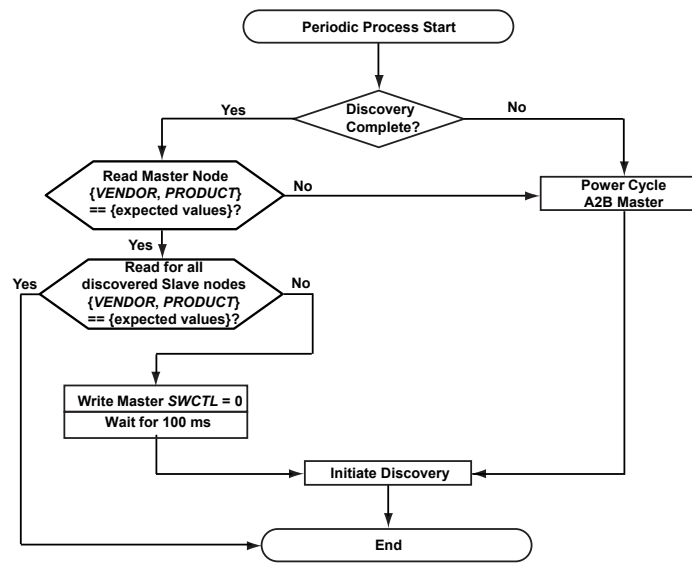 Periodic Process Start
Discovery
Complete?
Yes
No
Read Master Node
{VENDOR, PRODUCT}
== {expected values}?
No
Power Cycle
A2B Master
Yes
Yes
Read for all
discovered Slave nodes
{VENDOR, PRODUCT}
== {expected values}?
No
Write Master SWCTL = 0
Wait for 100 ms
Initiate Discovery
End